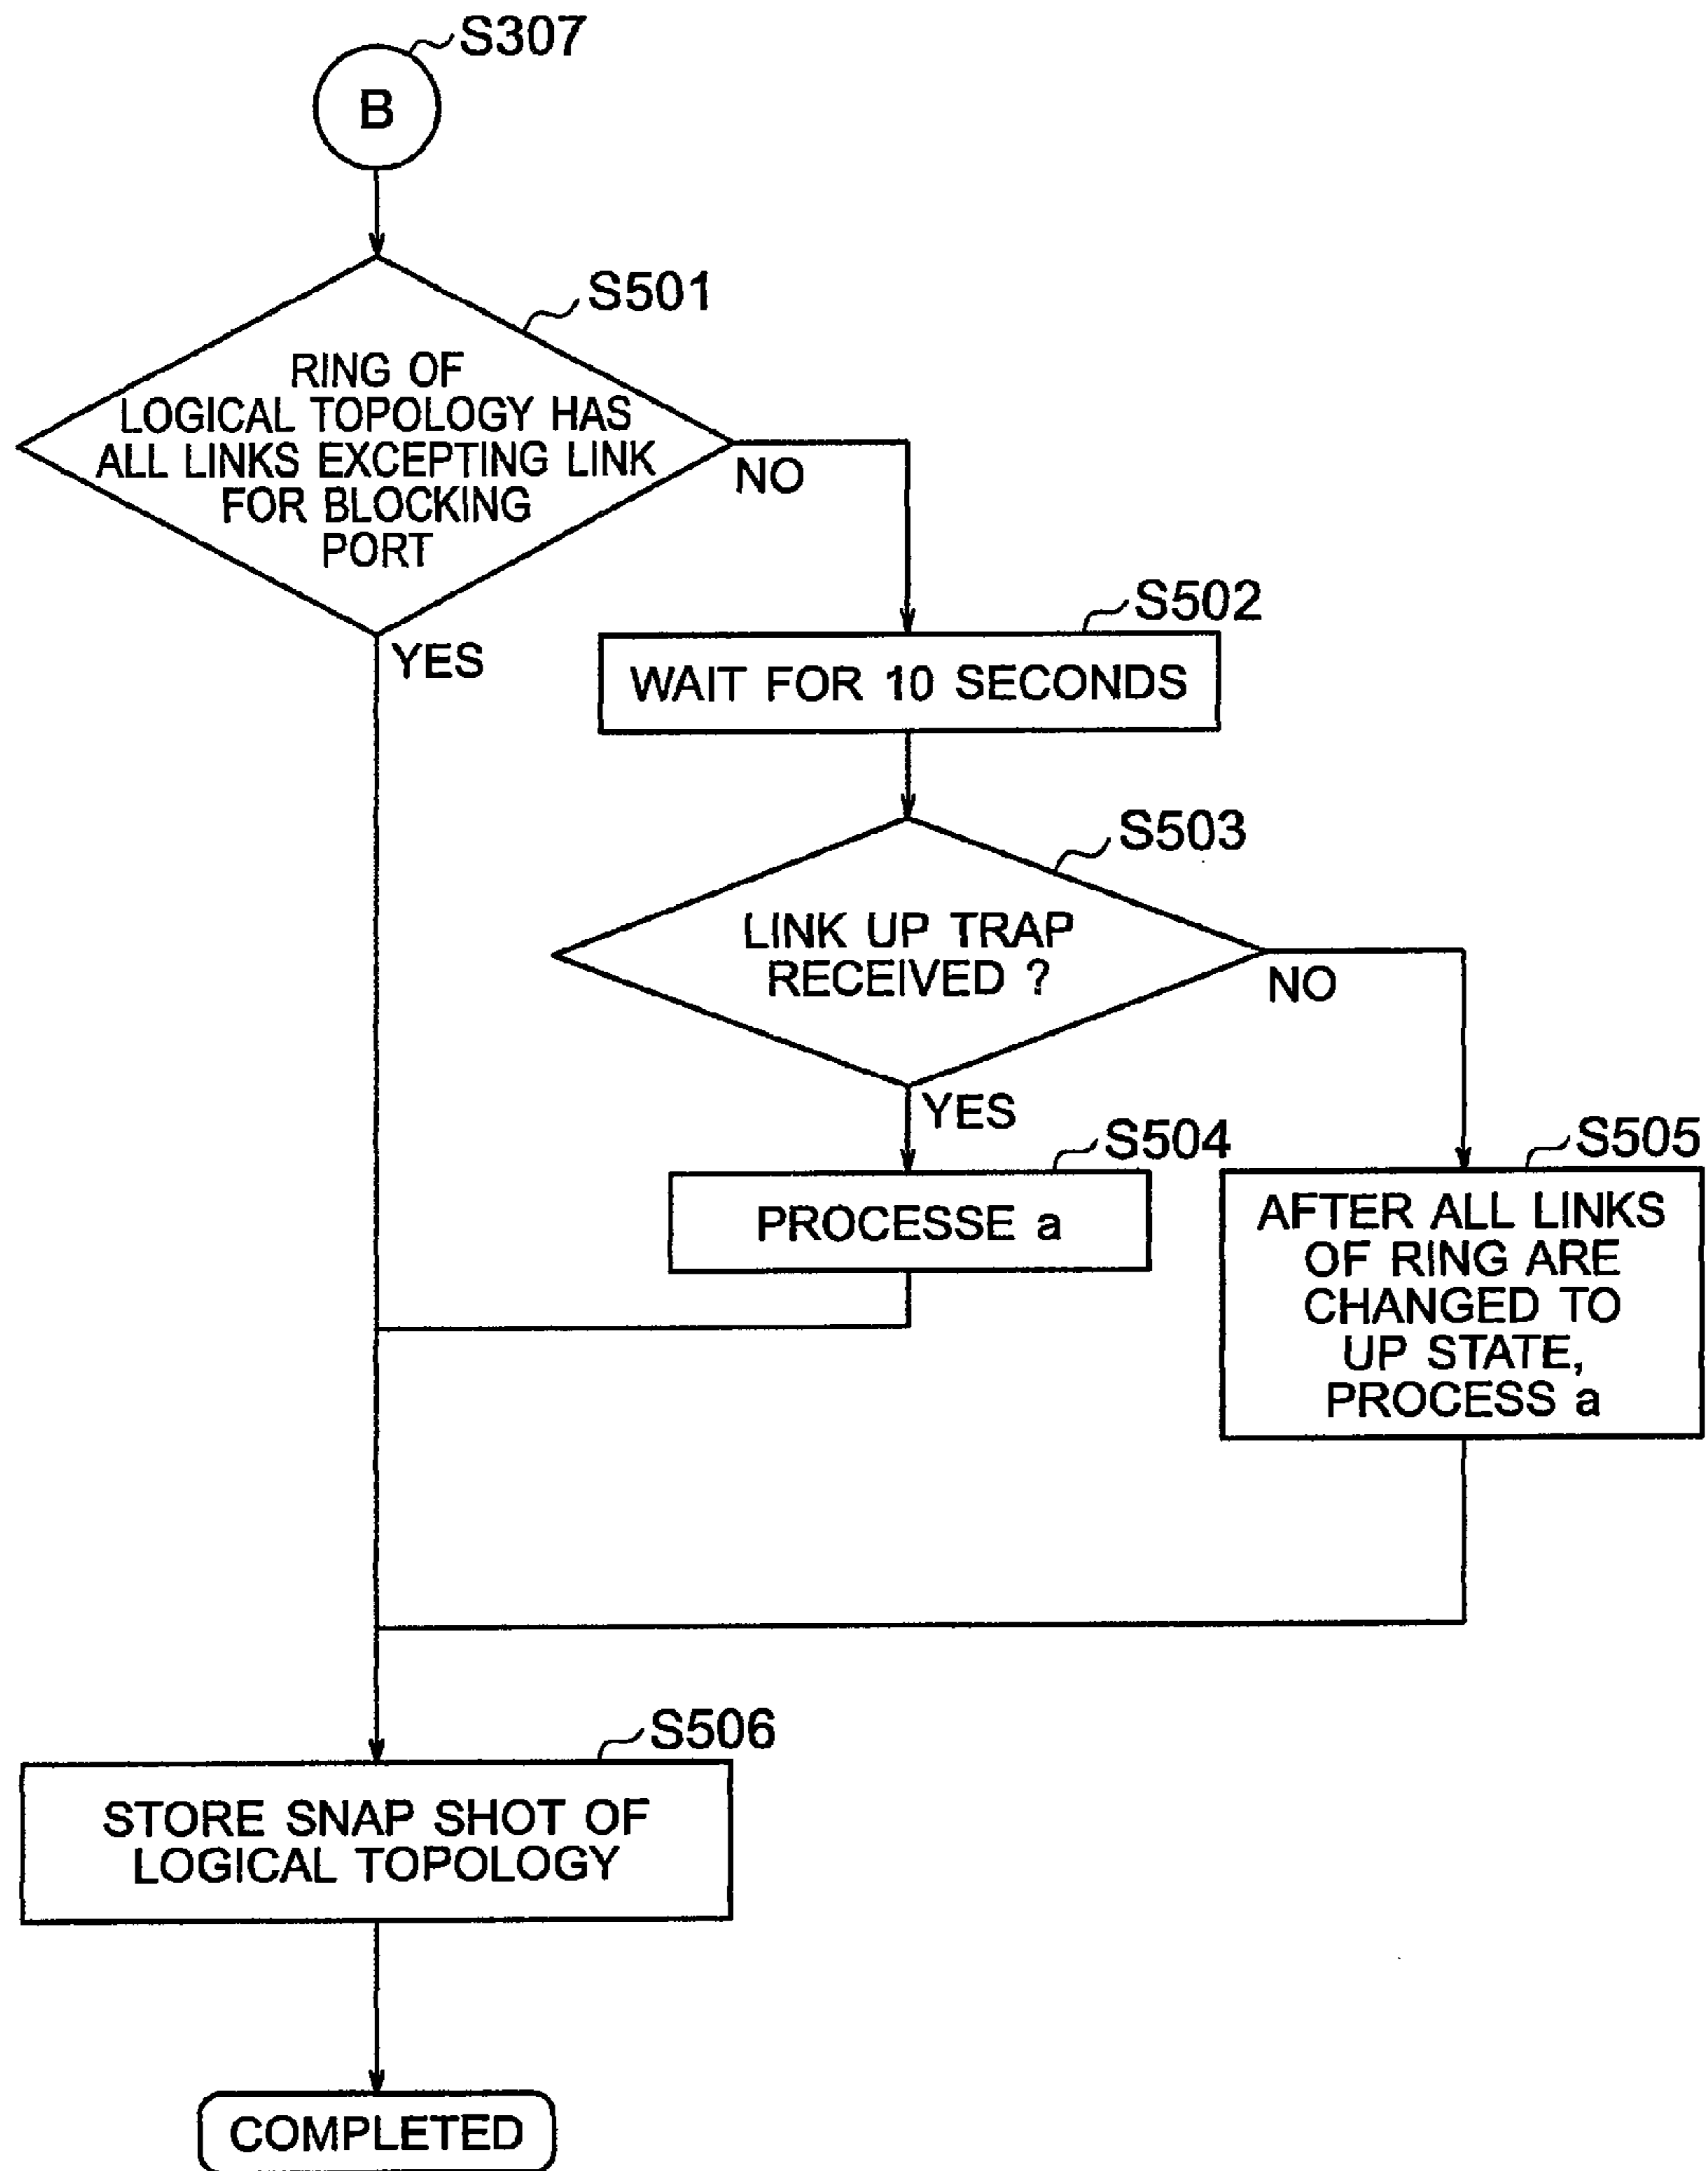 S307
B
S501
RING OF
LOGICAL TOPOLOGY HAS
ALL LINKS EXCEPTING LINK
FOR BLOCKING
PORT
NO
YES
S502
WAIT FOR 10 SECONDS
S503
LINK UP TRAP
RECEIVED ?
NO
YES
S504
PROCESSE a
S505
AFTER ALL LINKS
OF RING ARE
CHANGED TO
UP STATE,
PROCESS a
S506
STORE SNAP SHOT OF
LOGICAL TOPOLOGY
COMPLETED